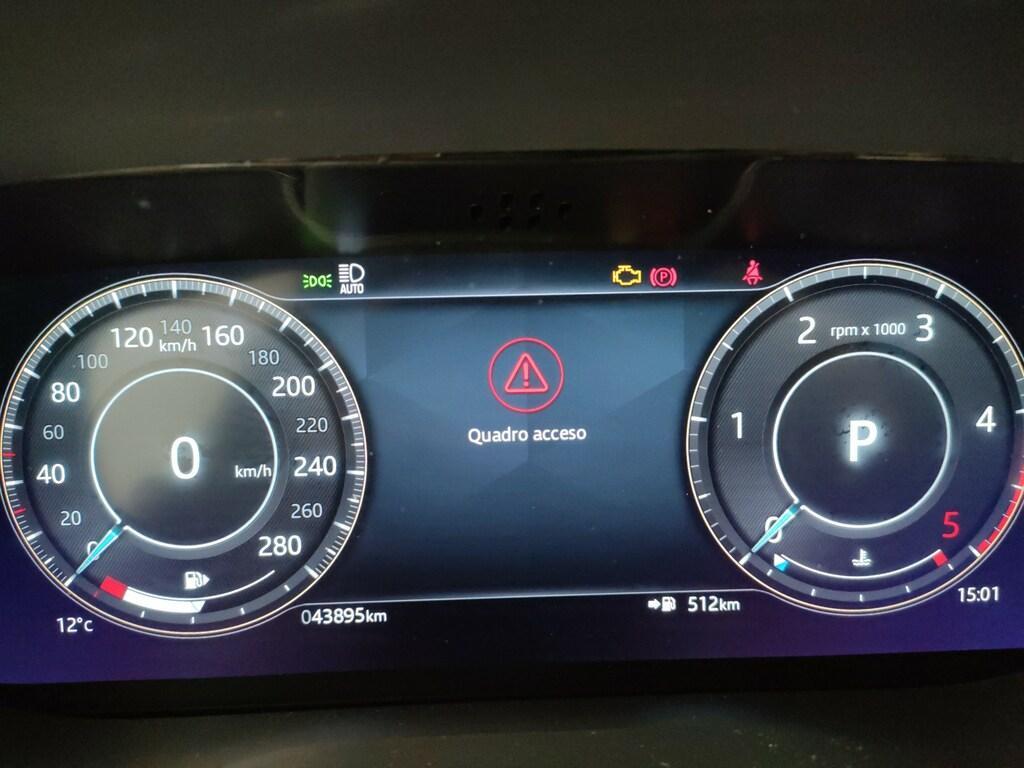 AUTO
120 140 160
km/h
100 180
80 200
60 220
40 0 km/h 240
20 260
0 280
12°c
043895km
Quadro acceso
P
2 rpm x 1000 3
1 P 4
0 5
512km
15:01